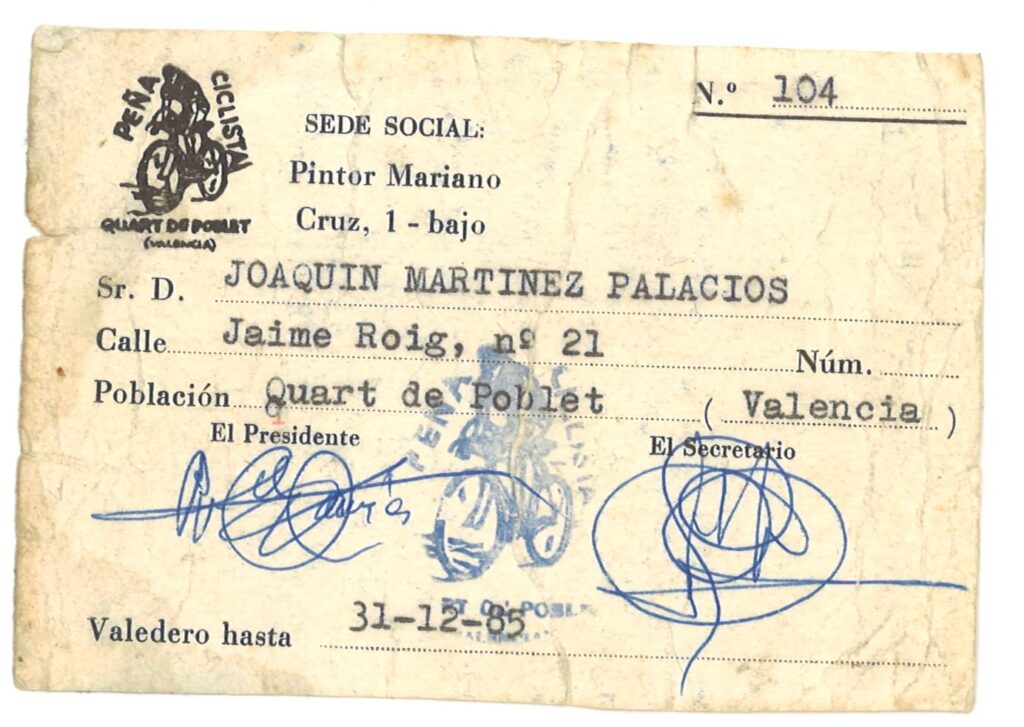 PEÑA CICLISTA
QUART DE POBLET
(VALENCIA)
N.º 104
SEDE SOCIAL:
Pintor Mariano
Cruz, 1 - bajo
Sr. D. JOAQUIN MARTINEZ PALACIOS
Calle Jaime Roig, nº 21 Núm.
Población Quart de Poblet ( Valencia )
El Presidente El Secretario
PEÑA CICLISTA
Valedero hasta 31-12-85